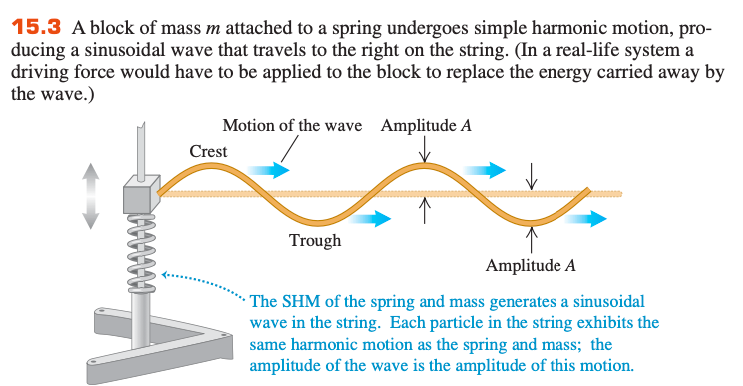 15.3 A block of mass m attached to a spring undergoes simple harmonic motion, pro-
ducing a sinusoidal wave that travels to the right on the string. (In a real-life system a
driving force would have to be applied to the block to replace the energy carried away by
the wave.)
Motion of the wave Amplitude A
Crest
Trough
Amplitude A
The SHM of the spring and mass generates a sinusoidal
wave in the string. Each particle in the string exhibits the
same harmonic motion as the spring and mass; the
amplitude of the wave is the amplitude of this motion.